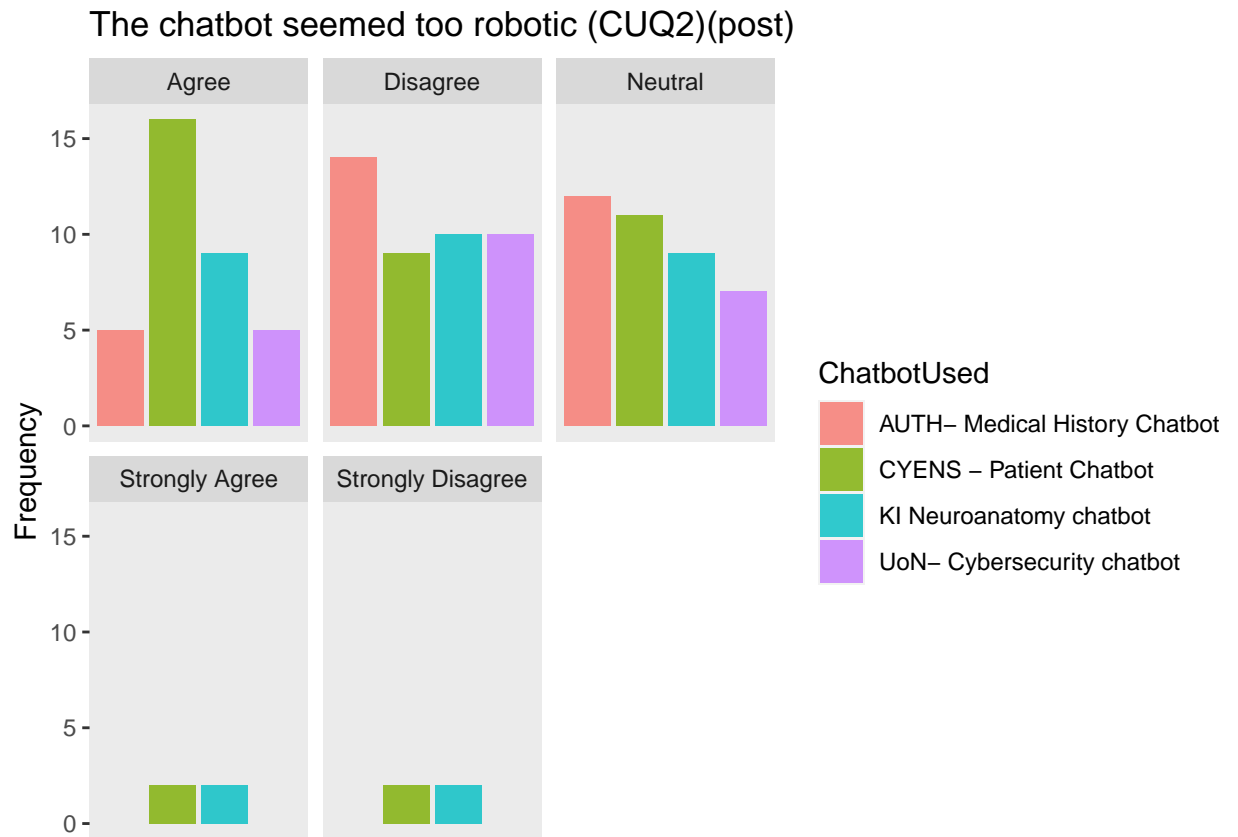 The chatbot seemed too robotic (CUQ2)(post)
Agree
Disagree
Neutral
15
10
5
0
Strongly Agree
Strongly Disagree
15
10
5
0
Frequency
ChatbotUsed
AUTH− Medical History Chatbot
CYENS − Patient Chatbot
KI Neuroanatomy chatbot
UoN− Cybersecurity chatbot